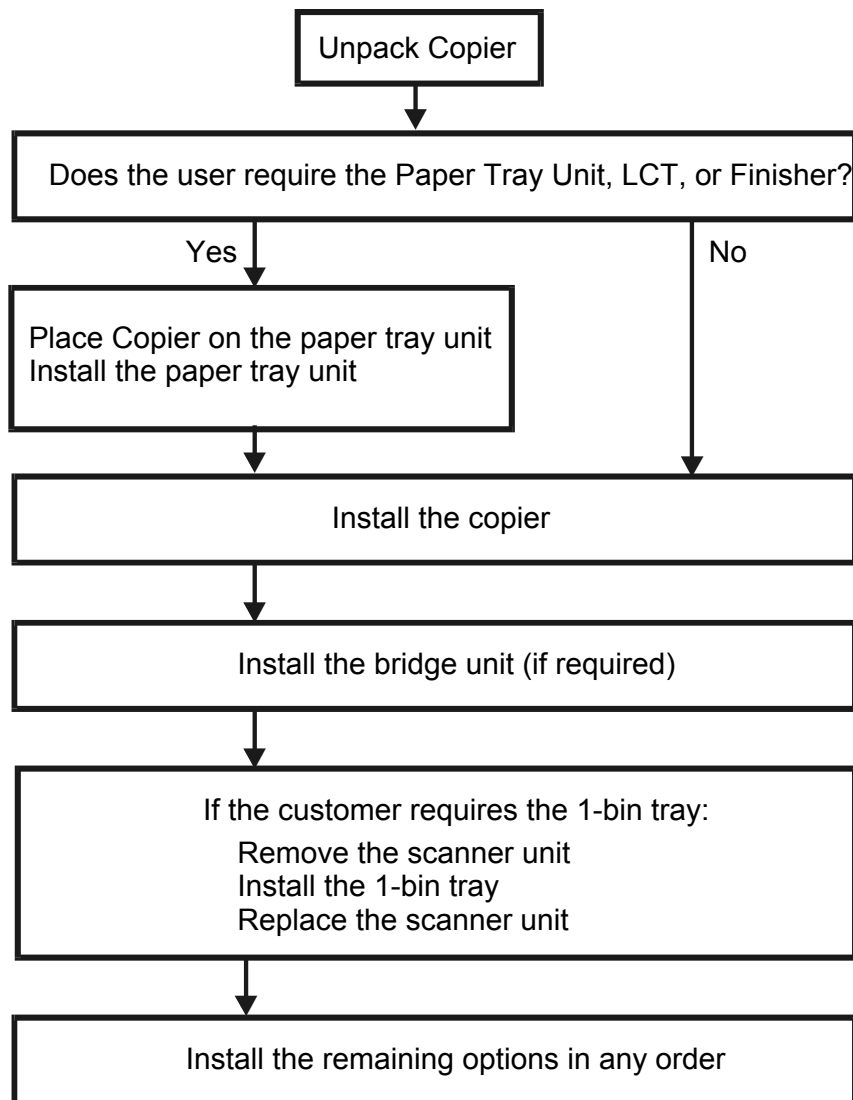 Unpack Copier
Does the user require the Paper Tray Unit, LCT, or Finisher?
Yes
No
Place Copier on the paper tray unit
Install the paper tray unit
Install the copier
Install the bridge unit (if required)
If the customer requires the 1-bin tray:
Remove the scanner unit
Install the 1-bin tray
Replace the scanner unit
Install the remaining options in any order